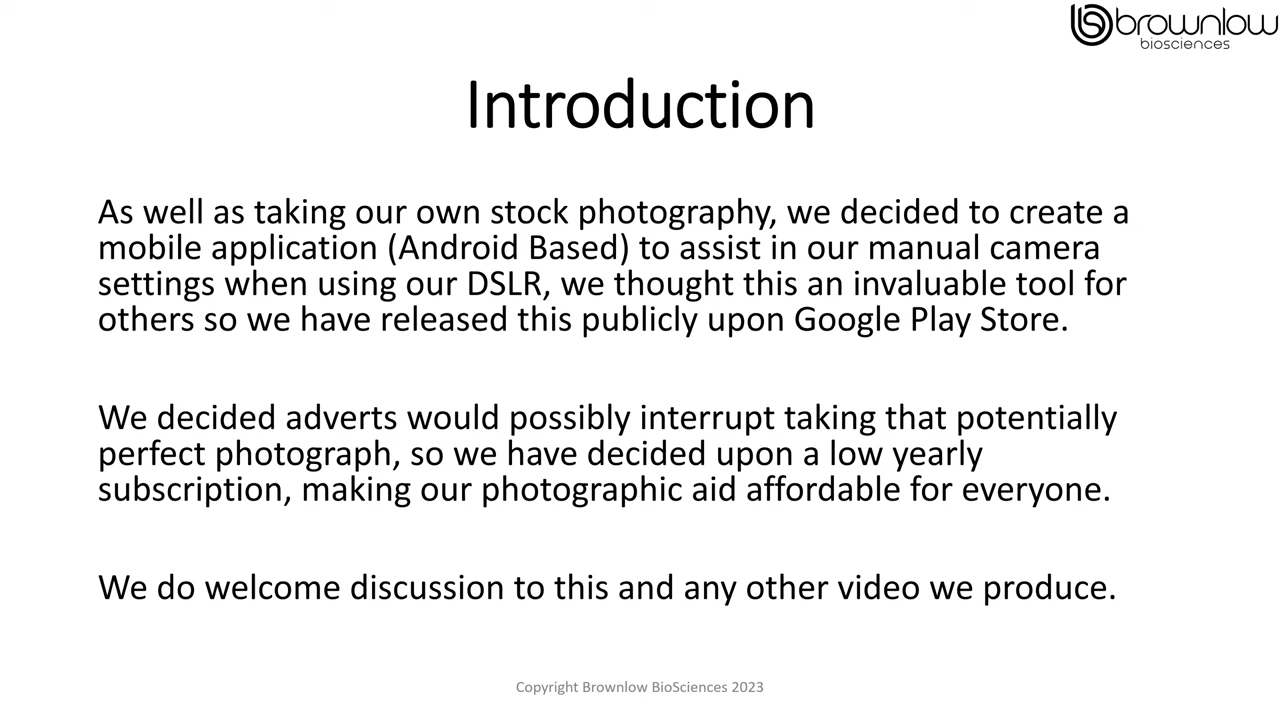 brownlow
biosciences
Introduction
As well as taking our own stock photography, we decided to create a
mobile application (Android Based) to assist in our manual camera
settings when using our DSLR, we thought this an invaluable tool for
others so we have released this publicly upon Google Play Store.
We decided adverts would possibly interrupt taking that potentially
perfect photograph, so we have decided upon a low yearly
subscription, making our photographic aid affordable for everyone.
We do welcome discussion to this and any other video we produce.
Copyright Brownlow BioSciences 2023